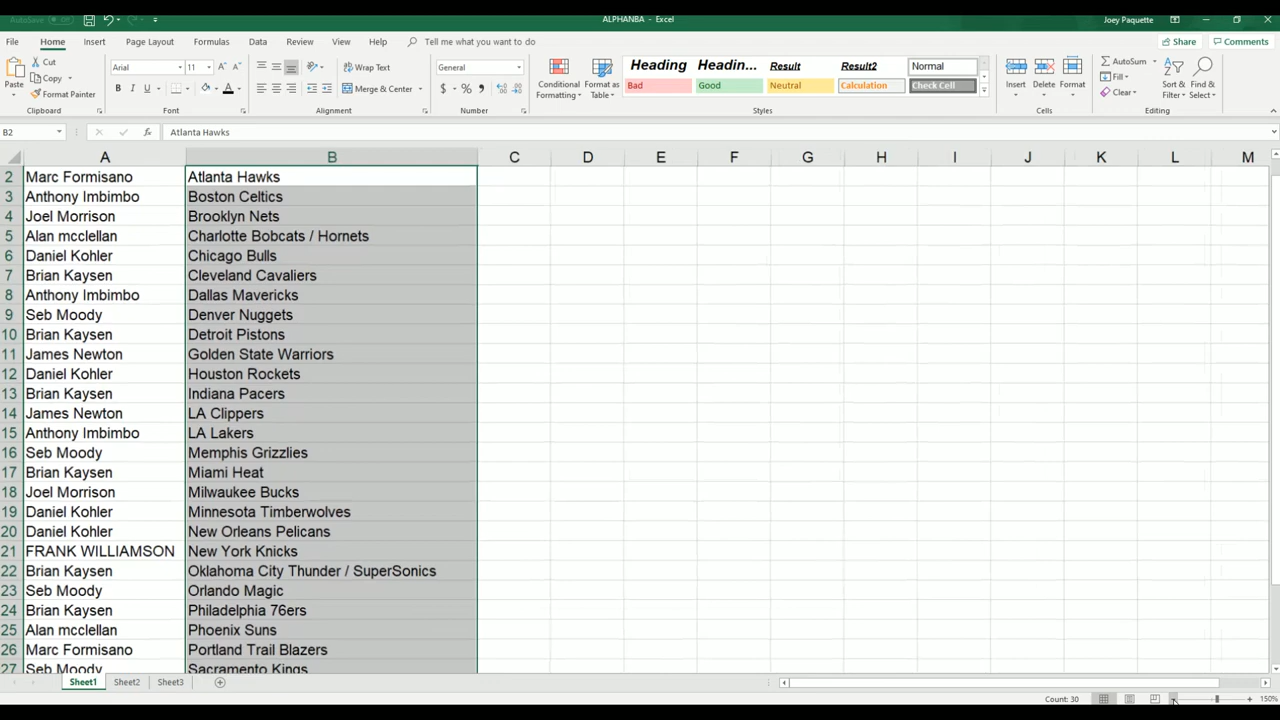 AutoSave Off ALPHANBA - Excel Joey Paquette
File Home Insert Page Layout Formulas Data Review View Help Tell me what you want to do Share Comments
Paste Cut Copy Format Painter Clipboard
Arial 11 A A B I U A Font
ab Wrap Text Merge & Center Alignment
General $ % , Number
Conditional Formatting Format as Table
Heading Headin... Result Result2 Normal
Bad Good Neutral Calculation Check Cell
Styles
Insert Delete Format Cells
AutoSum Fill Clear Sort & Filter Find & Select Editing
B2 fx Atlanta Hawks
A B C D E F G H I J K L M
2 Marc Formisano Atlanta Hawks
3 Anthony Imbimbo Boston Celtics
4 Joel Morrison Brooklyn Nets
5 Alan mcclellan Charlotte Bobcats / Hornets
6 Daniel Kohler Chicago Bulls
7 Brian Kaysen Cleveland Cavaliers
8 Anthony Imbimbo Dallas Mavericks
9 Seb Moody Denver Nuggets
10 Brian Kaysen Detroit Pistons
11 James Newton Golden State Warriors
12 Daniel Kohler Houston Rockets
13 Brian Kaysen Indiana Pacers
14 James Newton LA Clippers
15 Anthony Imbimbo LA Lakers
16 Seb Moody Memphis Grizzlies
17 Brian Kaysen Miami Heat
18 Joel Morrison Milwaukee Bucks
19 Daniel Kohler Minnesota Timberwolves
20 Daniel Kohler New Orleans Pelicans
21 FRANK WILLIAMSON New York Knicks
22 Brian Kaysen Oklahoma City Thunder / SuperSonics
23 Seb Moody Orlando Magic
24 Brian Kaysen Philadelphia 76ers
25 Alan mcclellan Phoenix Suns
26 Marc Formisano Portland Trail Blazers
27 Seb Moody Sacramento Kings
Sheet1 Sheet2 Sheet3
Count: 30 150%